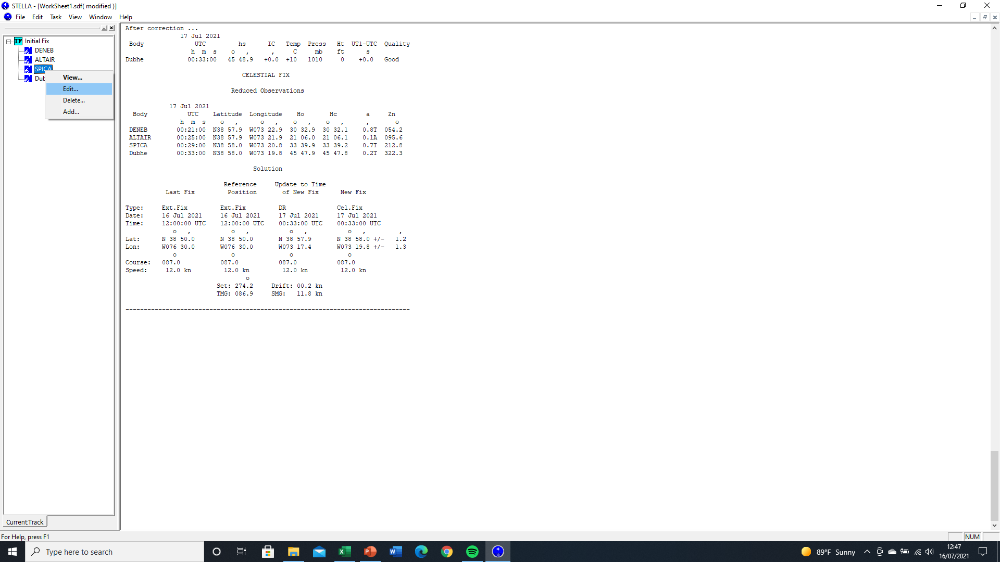 STELLA - [WorkSheet1.sdf( modified )]
File Edit Task View Window Help
IF Initial Fix
DENEB
ALTAIR
SPICA
Dub
View...
Edit...
Delete...
Add...
CurrentTrack
After correction ...
17 Jul 2021
Body UTC hs IC Temp Press Ht UT1-UTC Quality
h m s o , , C mb ft s
Dubhe 00:33:00 45 48.9 +0.0 +10 1010 0 +0.0 Good
CELESTIAL FIX
Reduced Observations
17 Jul 2021
Body UTC Latitude Longitude Ho Hc a Zn
h m s o , o , o , o , , o
DENEB 00:21:00 N38 57.9 W073 22.9 30 32.9 30 32.1 0.8T 054.2
ALTAIR 00:25:00 N38 57.9 W073 21.9 21 06.0 21 06.1 0.1A 095.6
SPICA 00:29:00 N38 58.0 W073 20.8 33 39.9 33 39.2 0.7T 212.8
Dubhe 00:33:00 N38 58.0 W073 19.8 45 47.9 45 47.8 0.2T 322.3
Solution
Reference Update to Time
Last Fix Position of New Fix New Fix
Type: Ext.Fix Ext.Fix DR Cel.Fix
Date: 16 Jul 2021 16 Jul 2021 17 Jul 2021 17 Jul 2021
Time: 12:00:00 UTC 12:00:00 UTC 00:33:00 UTC 00:33:00 UTC
o , o , o , o , ,
Lat: N 38 50.0 N 38 50.0 N 38 57.9 N 38 58.0 +/- 1.2
Lon: W076 30.0 W076 30.0 W073 17.4 W073 19.8 +/- 1.3
o o o o
Course: 087.0 087.0 087.0 087.0
Speed: 12.0 kn 12.0 kn 12.0 kn 12.0 kn
o
Set: 274.2 Drift: 00.2 kn
TMG: 086.9 SMG: 11.8 kn
------------------------------------------------------------------------------
For Help, press F1
NUM
Type here to search
89°F Sunny
12:47
16/07/2021